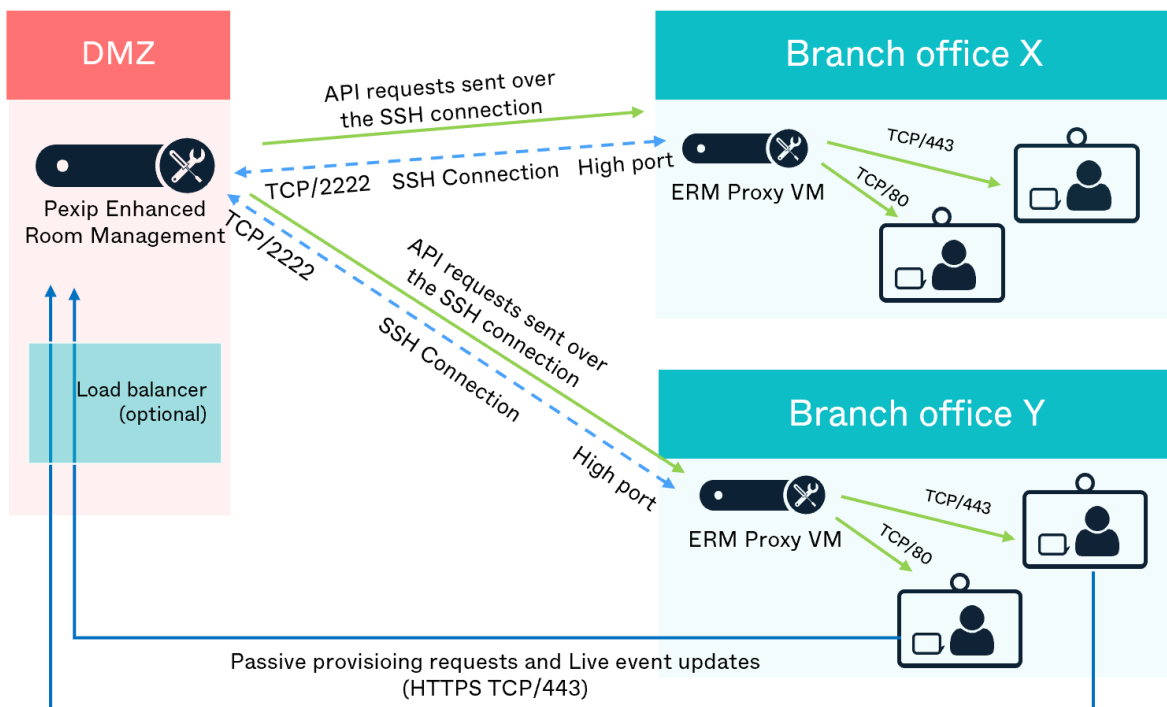 DMZ
Branch office X
API requests sent over
the SSH connection
TCP/2222
SSH Connection
High port
Pexip Enhanced
Room Management
ERM Proxy VM
TCP/443
TCP/80
TCP/2222
API requests sent over
the SSH connection
SSH Connection
High port
Load balancer
(optional)
Branch office Y
ERM Proxy VM
TCP/443
TCP/80
Passive provisioing requests and Live event updates
(HTTPS TCP/443)